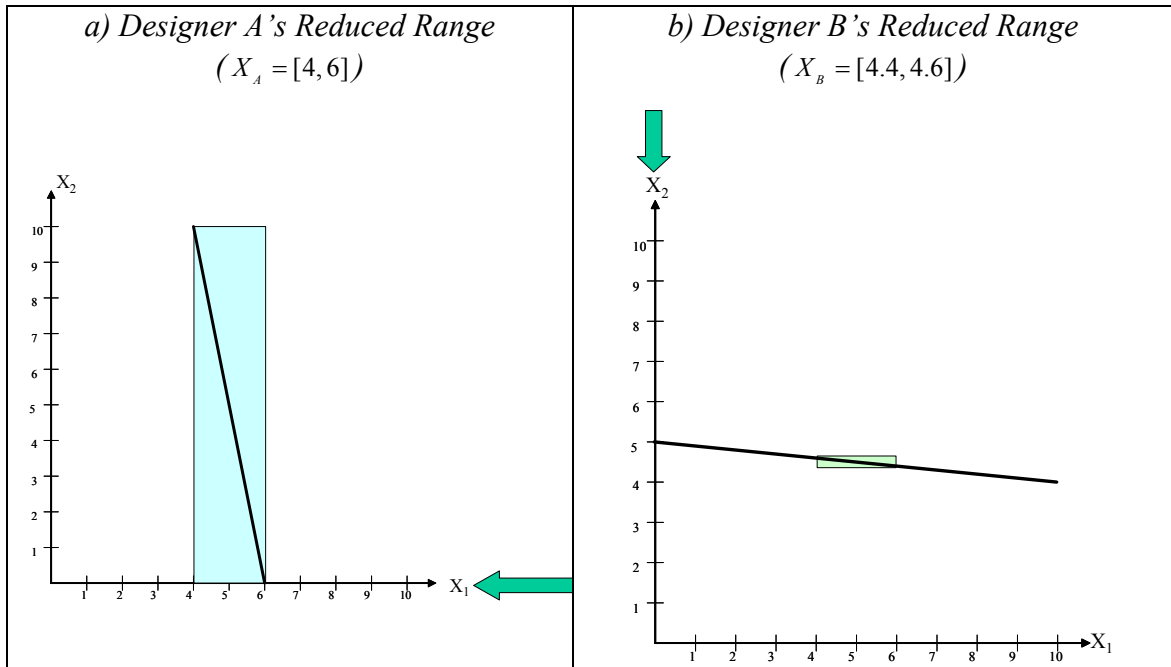 a) Designer A’s Reduced Range
( X_A = [4, 6] )
X2
10
9
8
7
6
5
4
3
2
1
1 2 3 4 5 6 7 8 9 10
X1
b) Designer B’s Reduced Range
( X_B = [4.4, 4.6] )
X2
10
9
8
7
6
5
4
3
2
1
1 2 3 4 5 6 7 8 9 10
X1